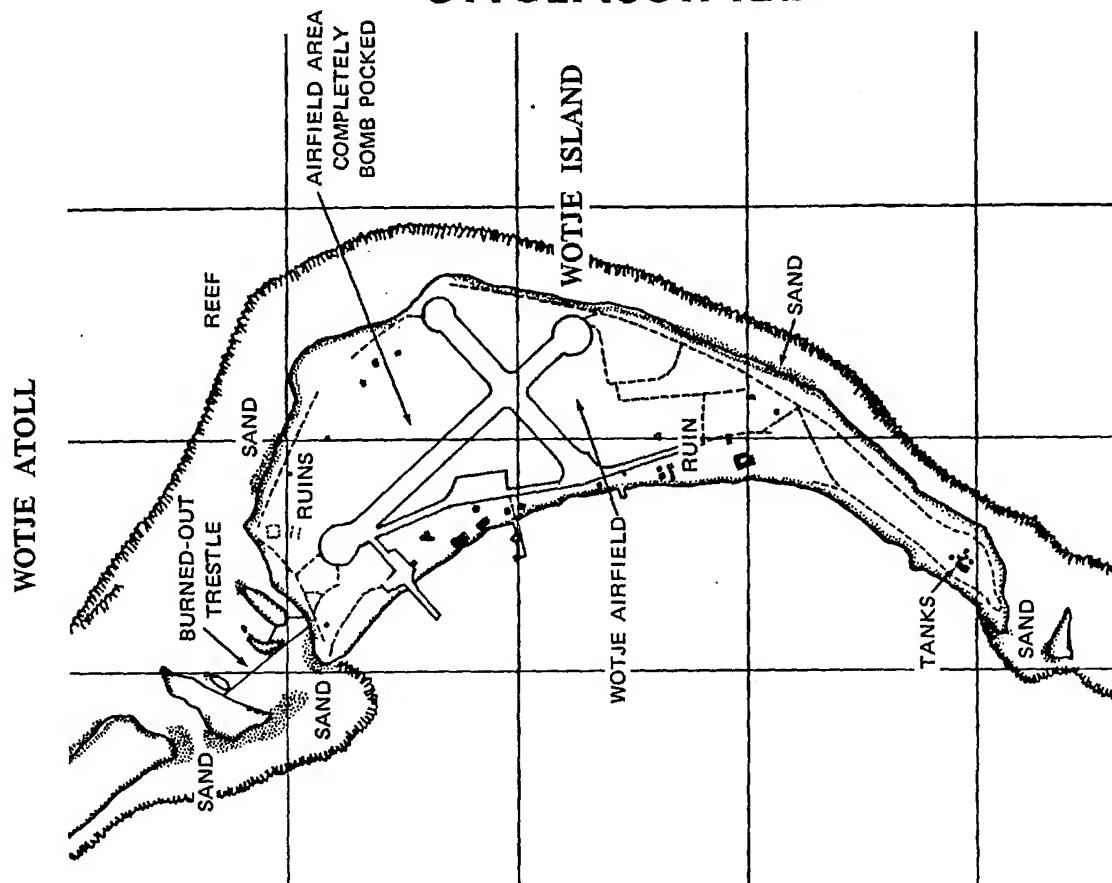 WOTJE ATOLL
BURNED-OUT
TRESTLE
SAND
REEF
SAND
RUINS
SAND
AIRFIELD AREA
COMPLETELY
BOMB POCKED
WOTJE ISLAND
WOTJE AIRFIELD
RUIN
SAND
TANKS
SAND